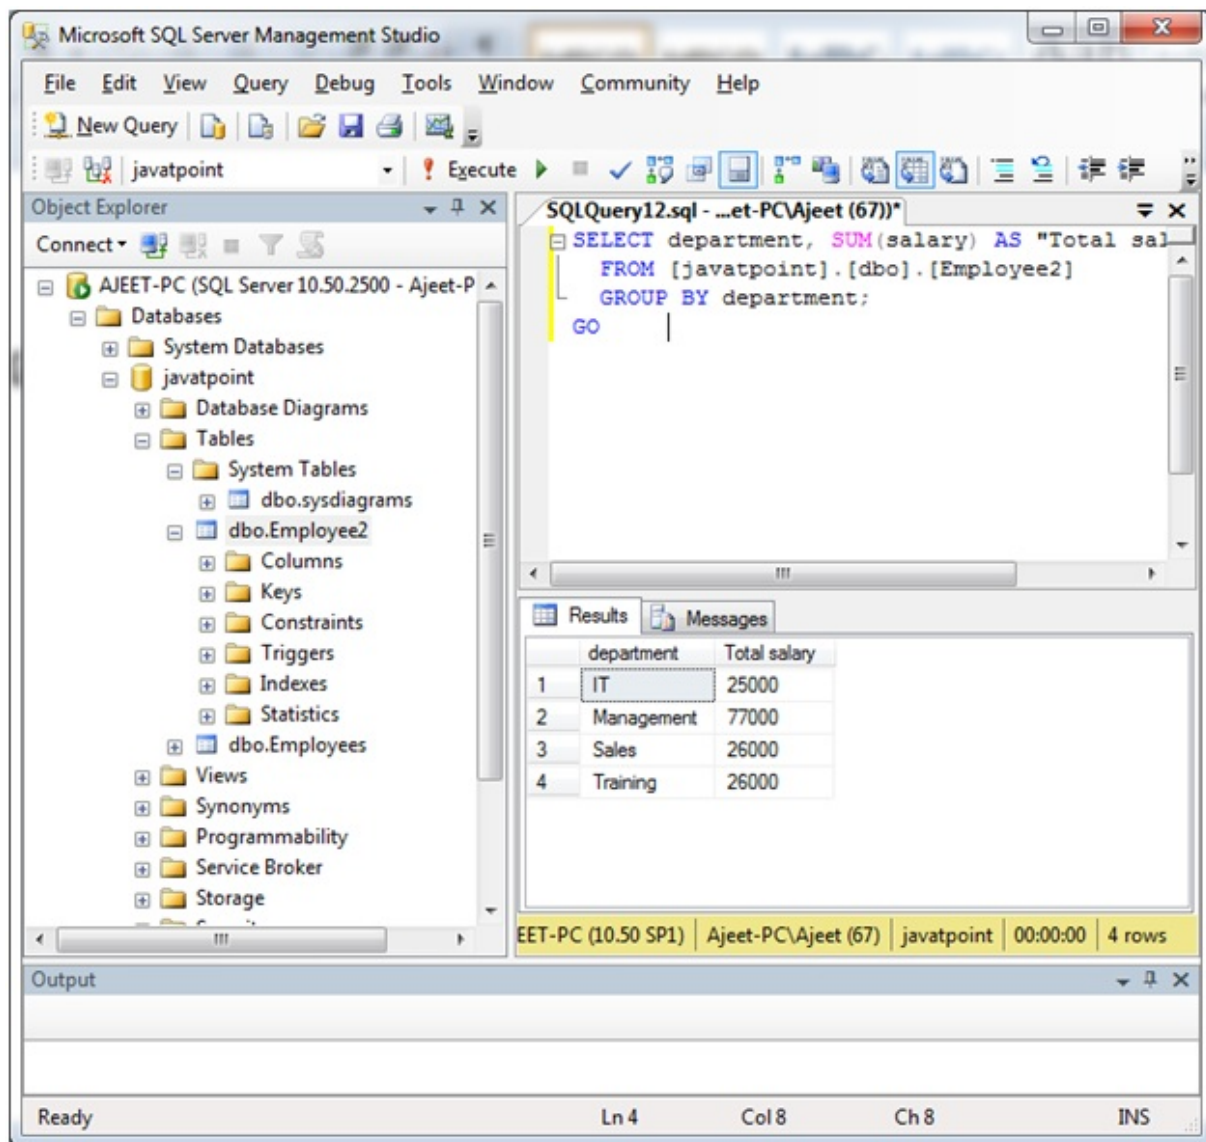 Microsoft SQL Server Management Studio
File Edit View Query Debug Tools Window Community Help
New Query
javatpoint Execute
Object Explorer
Connect
AJEET-PC (SQL Server 10.50.2500 - Ajeet-P
Databases
System Databases
javatpoint
Database Diagrams
Tables
System Tables
dbo.sysdiagrams
dbo.Employee2
Columns
Keys
Constraints
Triggers
Indexes
Statistics
dbo.Employees
Views
Synonyms
Programmability
Service Broker
Storage
SQLQuery12.sql - ...et-PC\Ajeet (67))*
SELECT department, SUM(salary) AS "Total sal
FROM [javatpoint].[dbo].[Employee2]
GROUP BY department;
GO
Results Messages
department Total salary
1 IT 25000
2 Management 77000
3 Sales 26000
4 Training 26000
EET-PC (10.50 SP1) Ajeet-PC\Ajeet (67) javatpoint 00:00:00 4 rows
Output
Ready Ln 4 Col 8 Ch 8 INS